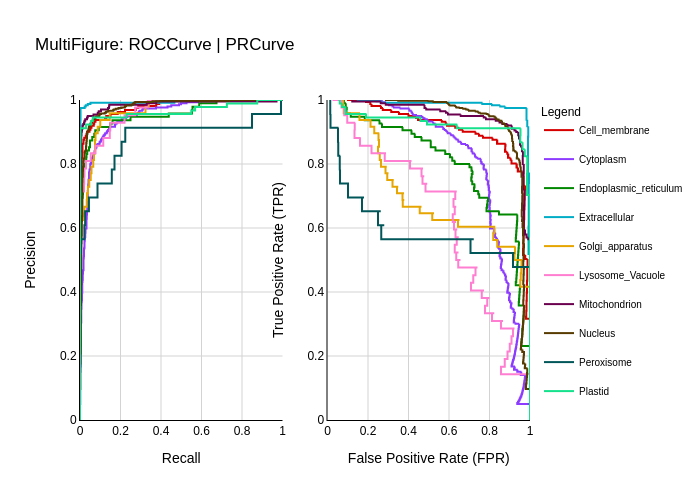 MultiFigure: ROCCurve | PRCurve
Precision
1
0.8
0.6
0.4
0.2
0
0 0.2 0.4 0.6 0.8 1
Recall
True Positive Rate (TPR)
1
0.8
0.6
0.4
0.2
0
0 0.2 0.4 0.6 0.8 1
False Positive Rate (FPR)
Legend
Cell_membrane
Cytoplasm
Endoplasmic_reticulum
Extracellular
Golgi_apparatus
Lysosome_Vacuole
Mitochondrion
Nucleus
Peroxisome
Plastid